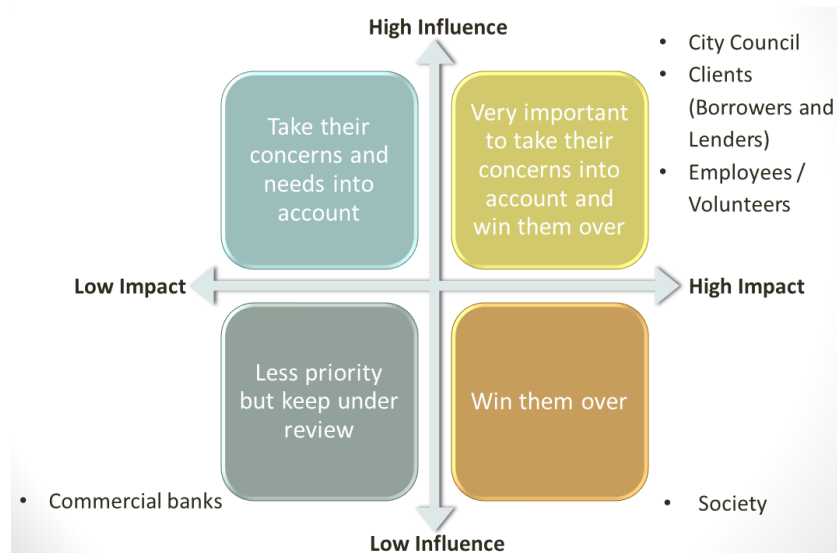 High Influence
• City Council
• Clients
(Borrowers and
Lenders)
• Employees /
Volunteers
Take their
concerns and
needs into
account
Very important
to take their
concerns into
account and
win them over
Low Impact
High Impact
Less priority
but keep under
review
Win them over
• Commercial banks
• Society
Low Influence